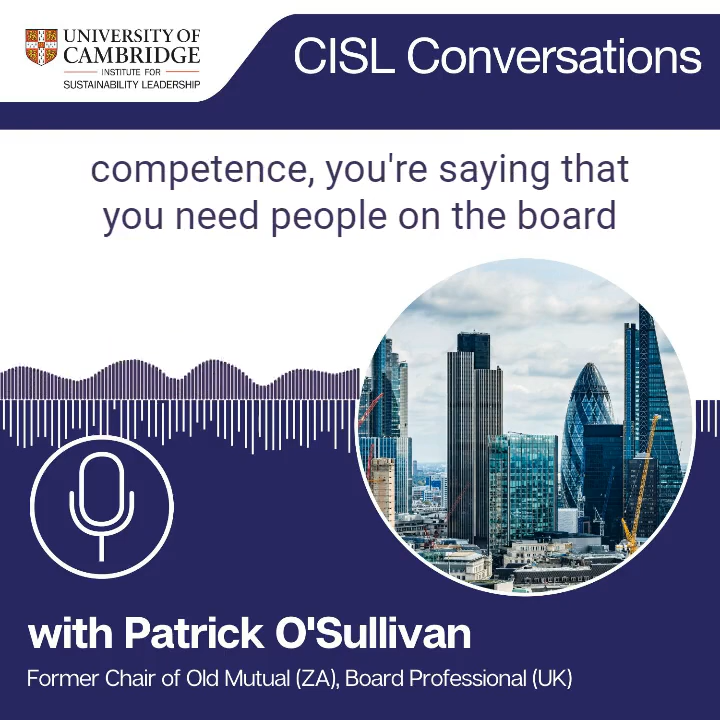 UNIVERSITY OF
CAMBRIDGE
INSTITUTE FOR
SUSTAINABILITY LEADERSHIP
CISL Conversations
competence, you're saying that
you need people on the board
with Patrick O'Sullivan
Former Chair of Old Mutual (ZA), Board Professional (UK)